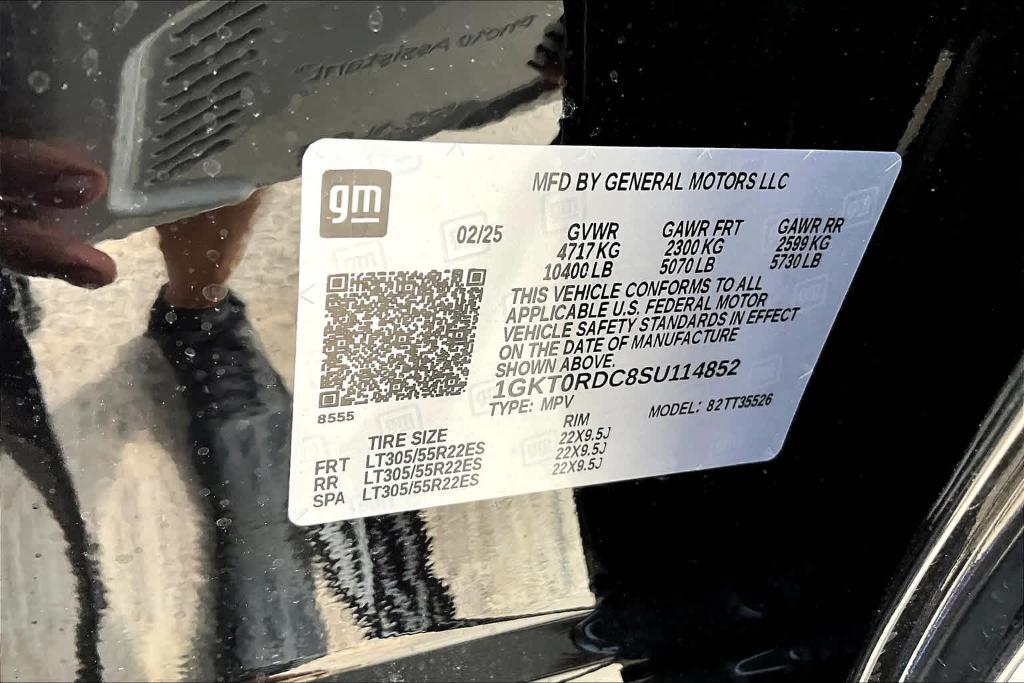 Photo Assistant"
gm
MFD BY GENERAL MOTORS LLC
02/25 GVWR GAWR FRT GAWR RR
4717 KG 2300 KG 2599 KG
10400 LB 5070 LB 5730 LB
THIS VEHICLE CONFORMS TO ALL
APPLICABLE U.S. FEDERAL MOTOR
VEHICLE SAFETY STANDARDS IN EFFECT
ON THE DATE OF MANUFACTURE
SHOWN ABOVE.
1GKT0RDC8SU114852
TYPE: MPV MODEL: 82TT35526
8555
TIRE SIZE RIM
FRT LT305/55R22ES 22X9.5J
RR LT305/55R22ES 22X9.5J
SPA LT305/55R22ES 22X9.5J